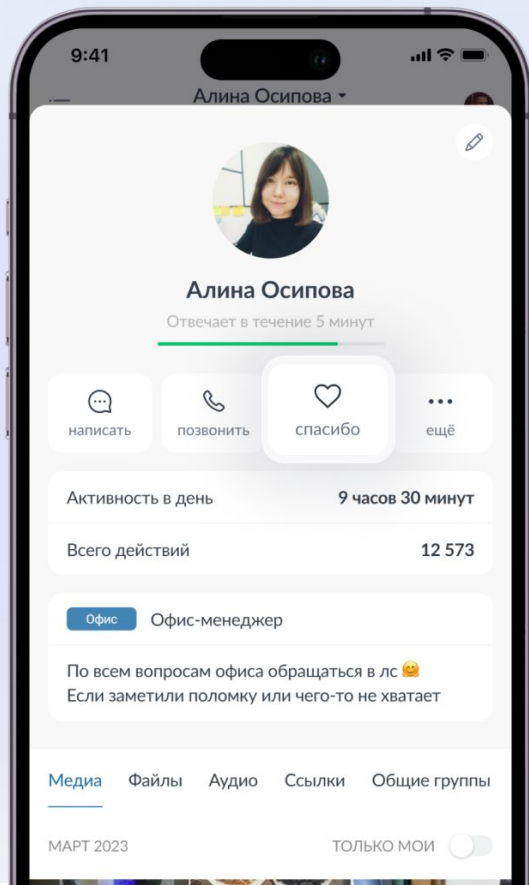 9:41
Алина Осипова
Алина Осипова
Отвечает в течение 5 минут
написать
позвонить
спасибо
ещё
Активность в день 9 часов 30 минут
Всего действий 12 573
Офис Офис-менеджер
По всем вопросам офиса обращаться в лс 🤗
Если заметили поломку или чего-то не хватает
Медиа Файлы Аудио Ссылки Общие группы
МАРТ 2023 ТОЛЬКО МОИ